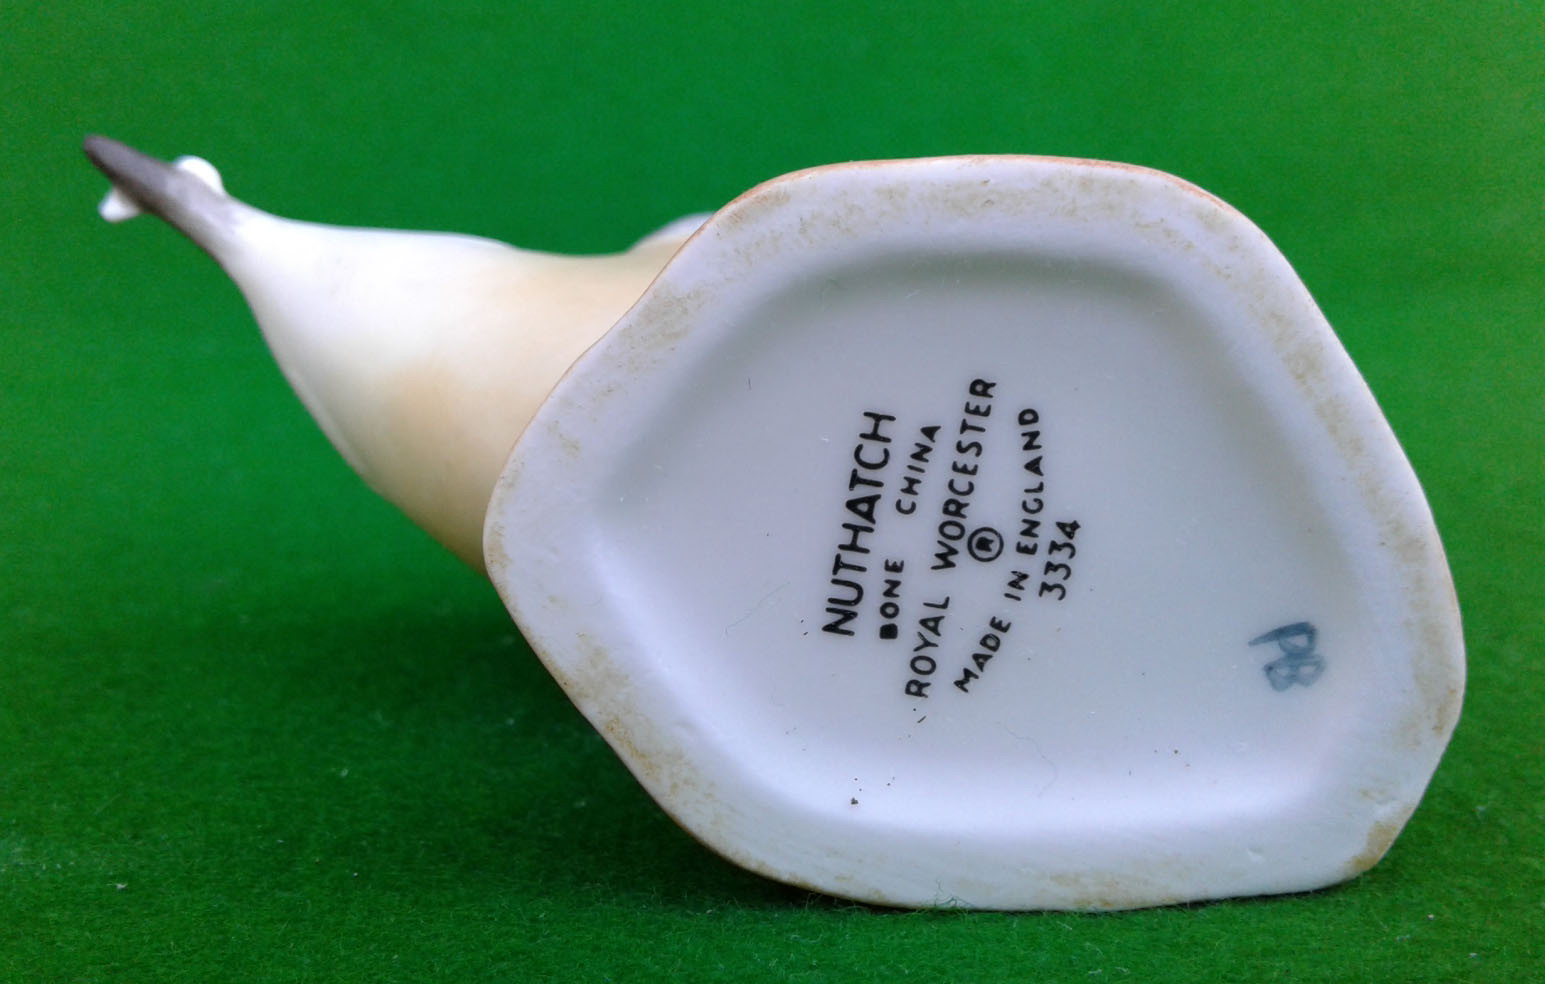 NUTHATCH
BONE CHINA
ROYAL WORCESTER
®
MADE IN ENGLAND
3334
PB